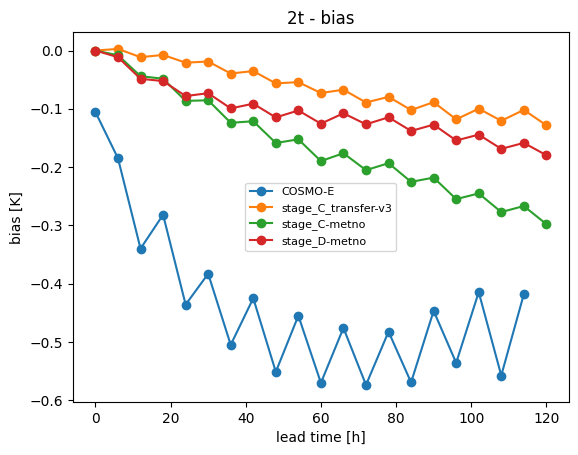 2t - bias
0.0
−0.1
−0.2
−0.3
−0.4
−0.5
−0.6
bias [K]
COSMO-E
stage_C_transfer-v3
stage_C-metno
stage_D-metno
0 20 40 60 80 100 120
lead time [h]